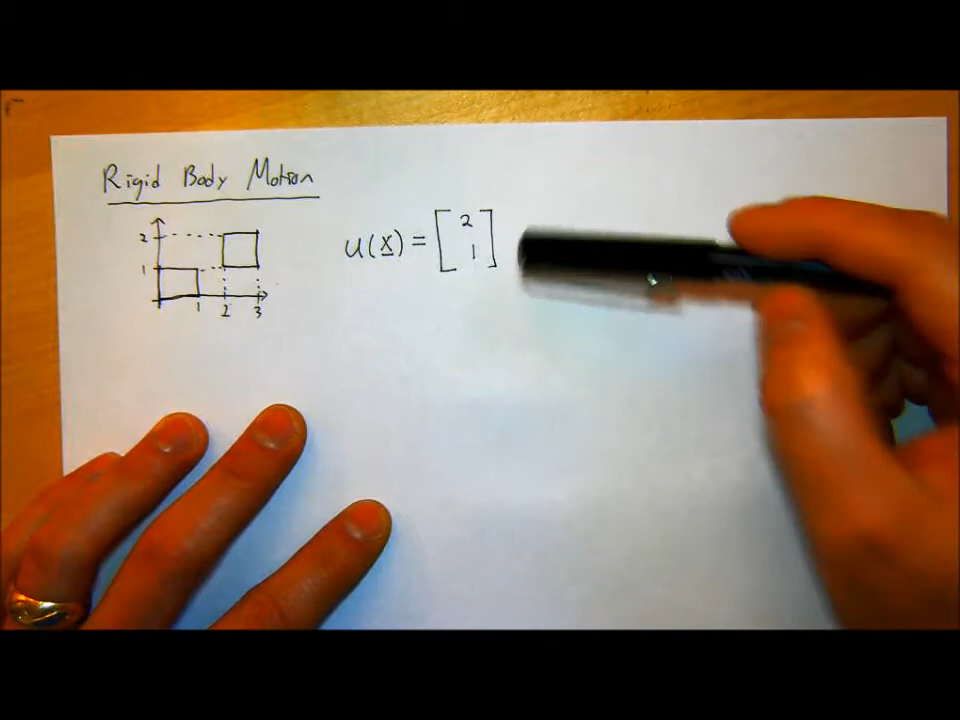 Rigid Body Motion
2
1
1 2 3
u(x) = [2
1]